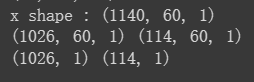 x shape : (1140, 60, 1)
(1026, 60, 1) (114, 60, 1)
(1026, 1) (114, 1)